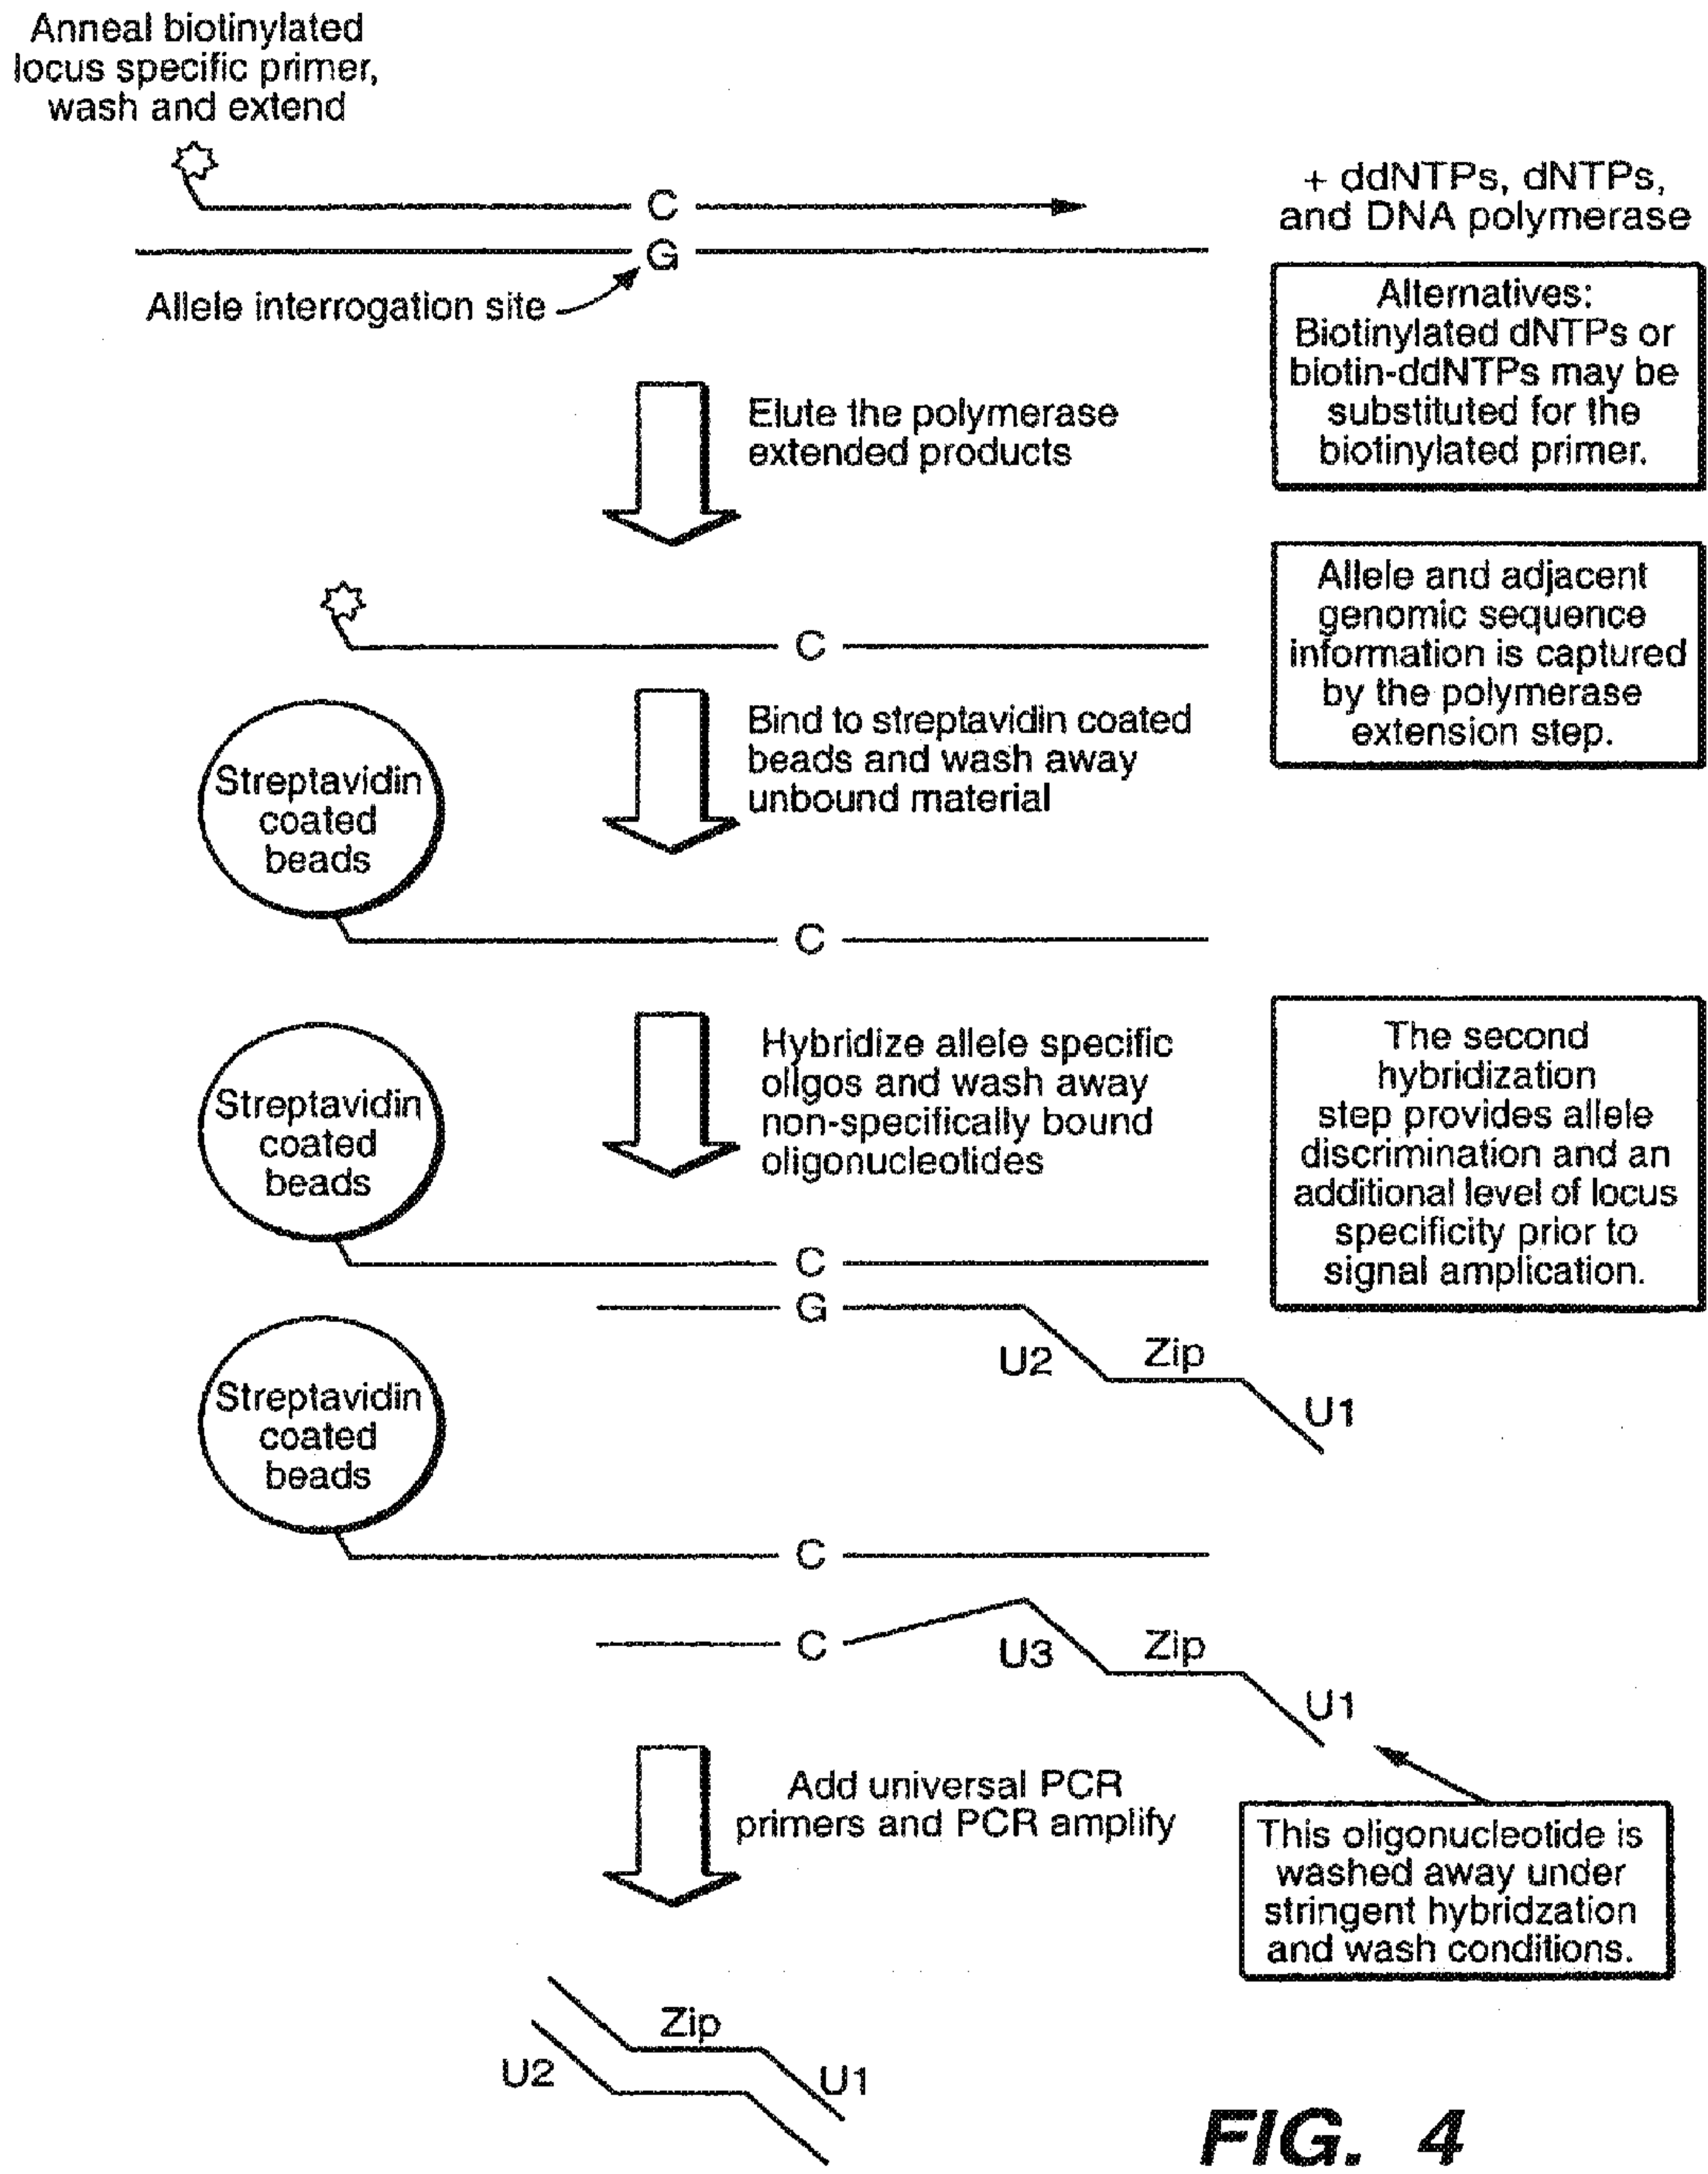 Anneal biotinylated
locus specific primer,
wash and extend
C
+ ddNTPs, dNTPs,
and DNA polymerase
G
Allele interrogation site
Alternatives:
Biotinylated dNTPs or
biotin-ddNTPs may be
substituted for the
biotinylated primer.
Elute the polymerase
extended products
Allele and adjacent
genomic sequence
information is captured
by the polymerase
extension step.
C
Bind to streptavidin coated
beads and wash away
unbound material
Streptavidin
coated
beads
C
Hybridize allele specific
oligos and wash away
non-specifically bound
oligonucleotides
The second
hybridization
step provides allele
discrimination and an
additional level of locus
specificity prior to
signal amplication.
Streptavidin
coated
beads
C
G
U2
Zip
U1
Streptavidin
coated
beads
C
C
U3
Zip
U1
Add universal PCR
primers and PCR amplify
This oligonucleotide is
washed away under
stringent hybridzation
and wash conditions.
Zip
U2
U1
FIG. 4